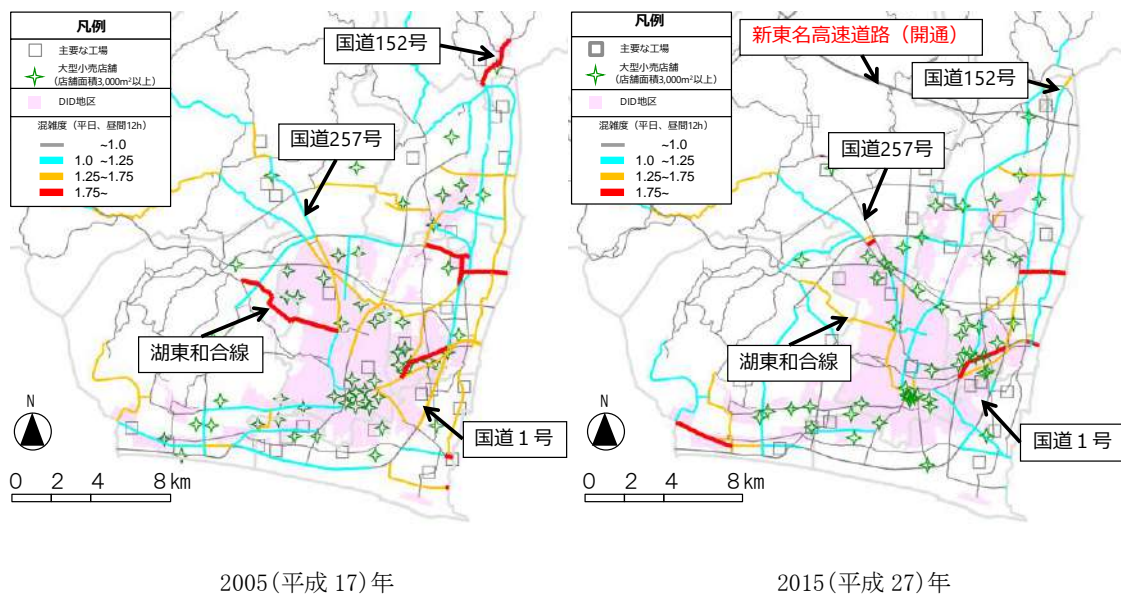 凡例
主要な工場
大型小売店舗
(店舗面積3,000m²以上)
DID地区
混雑度(平日、昼間12h)
~1.0
1.0 ~1.25
1.25~1.75
1.75~
国道152号
国道257号
湖東和合線
国道1号
N
0 2 4 8km
2005(平成 17)年
凡例
主要な工場
大型小売店舗
(店舗面積3,000m²以上)
DID地区
混雑度(平日、昼間12h)
~1.0
1.0 ~1.25
1.25~1.75
1.75~
新東名高速道路(開通)
国道152号
国道257号
湖東和合線
国道1号
N
0 2 4 8km
2015(平成 27)年